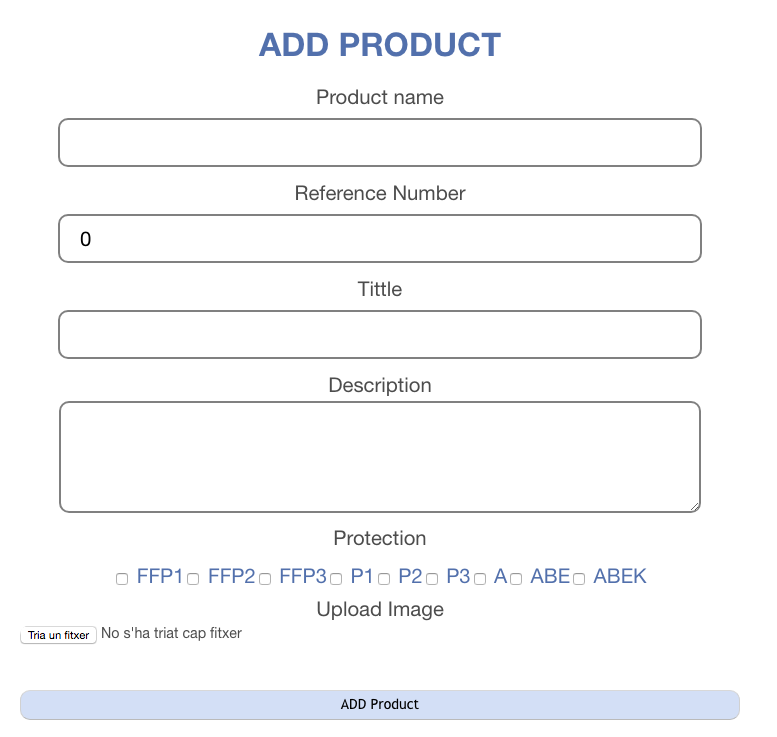 ADD PRODUCT
Product name
Reference Number
0
Tittle
Description
Protection
FFP1 FFP2 FFP3 P1 P2 P3 A ABE ABEK
Upload Image
Tria un fitxer No s'ha triat cap fitxer
ADD Product